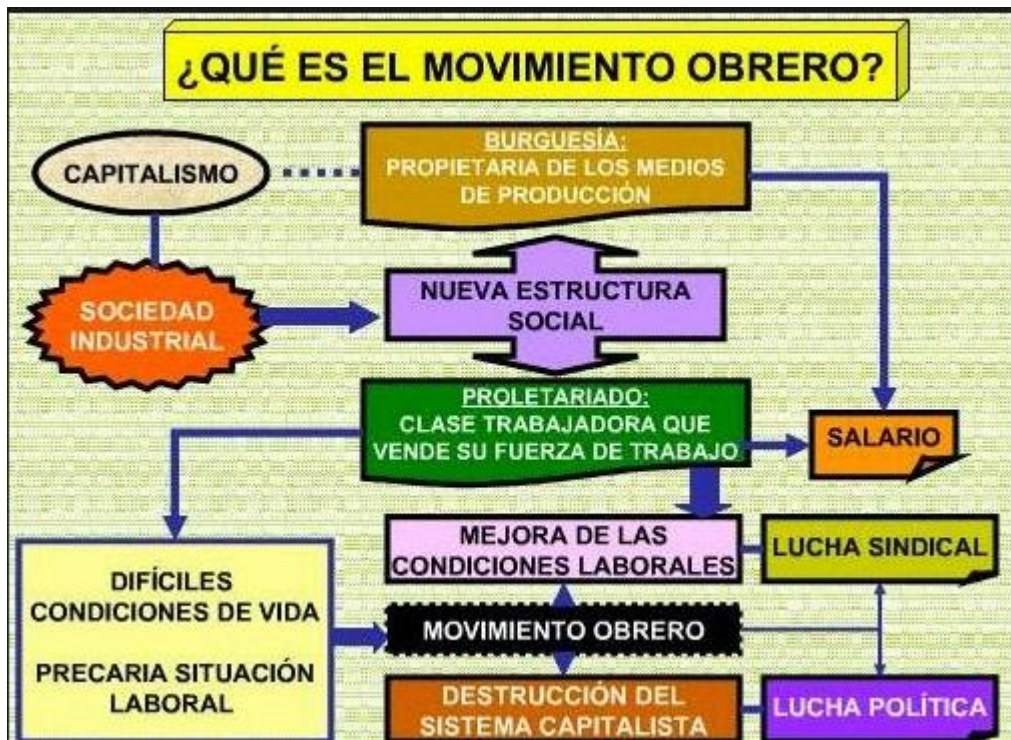 ¿QUÉ ES EL MOVIMIENTO OBRERO?
CAPITALISMO
BURGUESÍA:
PROPIETARIA DE LOS MEDIOS
DE PRODUCCIÓN
SOCIEDAD
INDUSTRIAL
NUEVA ESTRUCTURA
SOCIAL
PROLETARIADO:
CLASE TRABAJADORA QUE
VENDE SU FUERZA DE TRABAJO
SALARIO
DIFÍCILES
CONDICIONES DE VIDA
PRECARIA SITUACIÓN
LABORAL
MEJORA DE LAS
CONDICIONES LABORALES
LUCHA SINDICAL
MOVIMIENTO OBRERO
DESTRUCCIÓN DEL
SISTEMA CAPITALISTA
LUCHA POLÍTICA